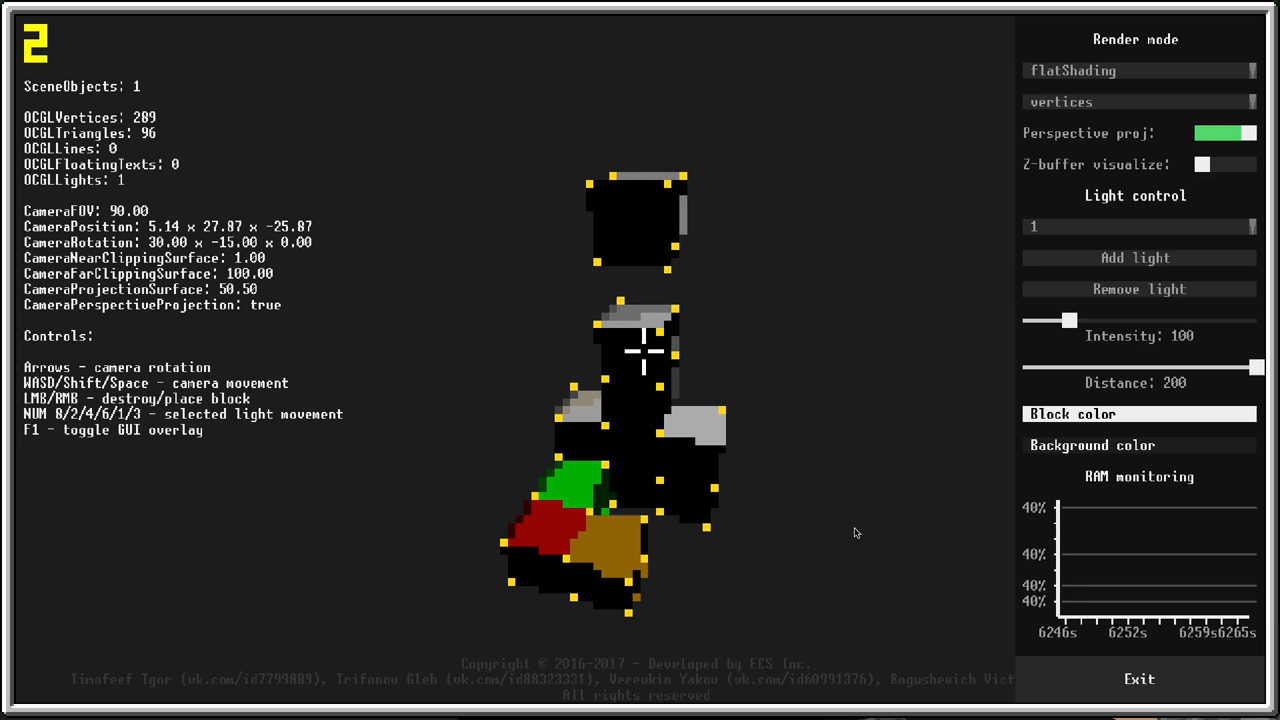 2
SceneObjects: 1
OCGLVertices: 289
OCGLTriangles: 96
OCGLLines: 0
OCGLFloatingTexts: 0
OCGLLights: 1
CameraFOV: 90.00
CameraPosition: 5.14 x 27.87 x -25.87
CameraRotation: 30.00 x -15.00 x 0.00
CameraNearClippingSurface: 1.00
CameraFarClippingSurface: 100.00
CameraProjectionSurface: 50.50
CameraPerspectiveProjection: true
Controls:
Arrows - camera rotation
WASD/Shift/Space - camera movement
LMB/RMB - destroy/place block
NUM 8/2/4/6/1/3 - selected light movement
F1 - toggle GUI overlay
Copyright © 2016-2017 - Developed by ECS Inc.
Timofeef Igor (vk.com/id7799889), Trifonov Gleb (vk.com/id88323331), Verevkin Yakov (vk.com/id60991376), Bogushevich Vict
All rights reserved
Render mode
flatShading
vertices
Perspective proj:
Z-buffer visualize:
Light control
1
Add light
Remove light
Intensity: 100
Distance: 200
Block color
Background color
RAM monitoring
40%
40%
40%
40%
6246s 6252s 6259s6265s
Exit